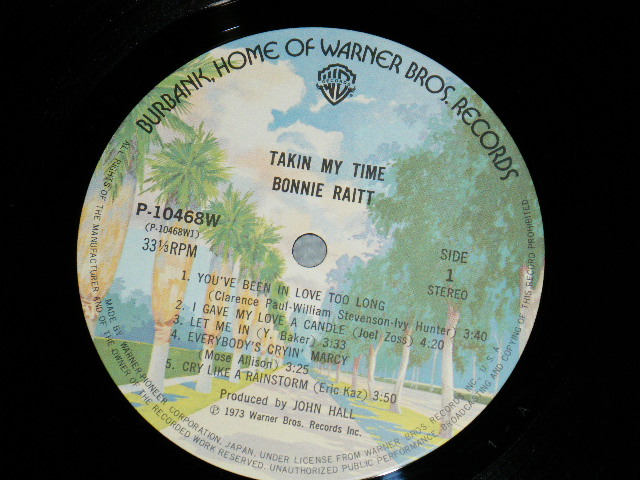 BURBANK, HOME OF WARNER BROS. RECORDS
WB
RECORDS
TAKIN MY TIME
BONNIE RAITT
P-10468W
(P-10468W1)
33⅓RPM
SIDE
1
STEREO
1. YOU'VE BEEN IN LOVE TOO LONG
(Clarence Paul-William Stevenson-Ivy Hunter) 3:40
2. I GAVE MY LOVE A CANDLE (Joel Zoss) 4:20
3. LET ME IN (Y. Baker) 3:33
4. EVERYBODY'S CRYIN' MARCY
(Mose Allison) 3:25
5. CRY LIKE A RAINSTORM (Eric Kaz) 3:50
Produced by JOHN HALL
Ⓟ 1973 Warner Bros. Records Inc.
MADE BY WARNER-PIONEER CORPORATION, JAPAN, UNDER LICENSE FROM WARNER BROS. RECORDS INC., U.S.A.
ALL RIGHTS OF THE MANUFACTURER AND OF THE OWNER OF THE RECORDED WORK RESERVED. UNAUTHORIZED PUBLIC PERFORMANCE, BROADCASTING AND COPYING OF THIS RECORD PROHIBITED.